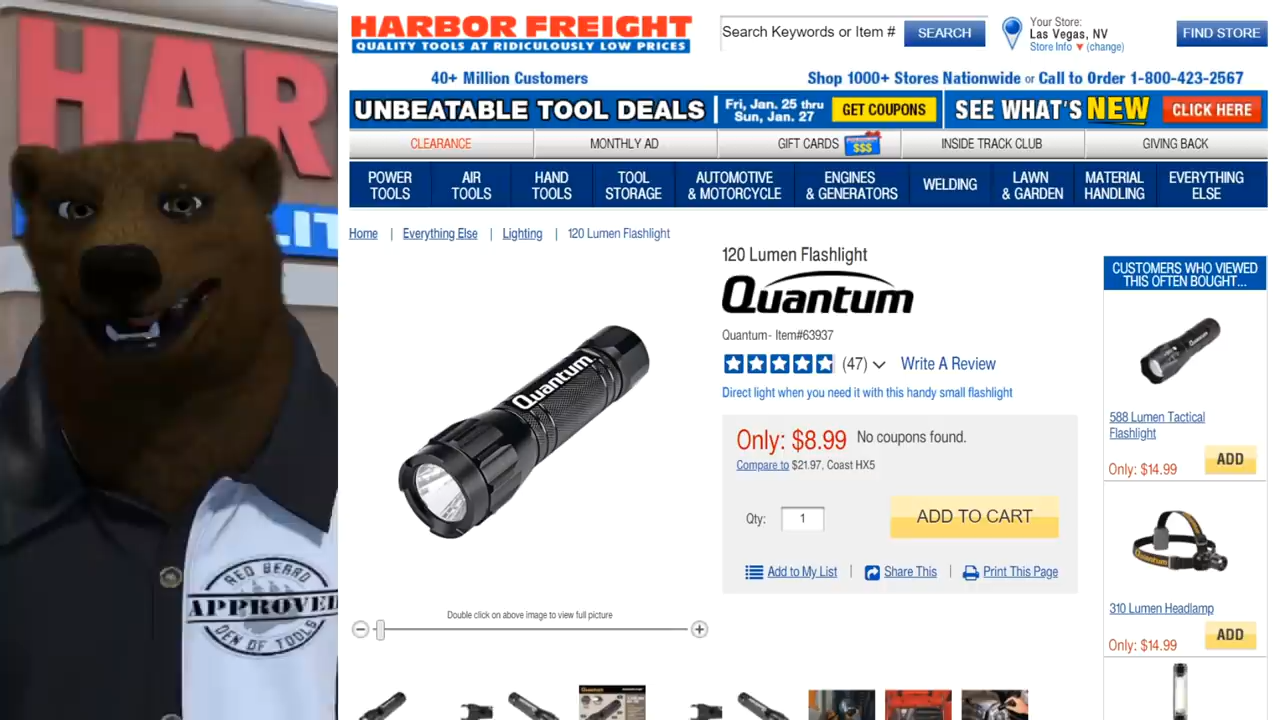 HAR
LIT
RED BEARD
APPROVED
DEN OF TOOLS
HARBOR FREIGHT
QUALITY TOOLS AT RIDICULOUSLY LOW PRICES
Search Keywords or Item #
SEARCH
Your Store:
Las Vegas, NV
Store Info ▼ (change)
FIND STORE
40+ Million Customers
Shop 1000+ Stores Nationwide or Call to Order 1-800-423-2567
UNBEATABLE TOOL DEALS
Fri, Jan. 25 thru
Sun, Jan. 27
GET COUPONS
SEE WHAT'S NEW
CLICK HERE
CLEARANCE
MONTHLY AD
GIFT CARDS
$$$
INSIDE TRACK CLUB
GIVING BACK
POWER
TOOLS
AIR
TOOLS
HAND
TOOLS
TOOL
STORAGE
AUTOMOTIVE
& MOTORCYCLE
ENGINES
& GENERATORS
WELDING
LAWN
& GARDEN
MATERIAL
HANDLING
EVERYTHING
ELSE
Home | Everything Else | Lighting | 120 Lumen Flashlight
Quantum
120 Lumen Flashlight
Quantum
Quantum- Item#63937
(47)
Write A Review
Direct light when you need it with this handy small flashlight
Only: $8.99 No coupons found.
Compare to $21.97, Coast HX5
Qty: 1
ADD TO CART
Add to My List | Share This | Print This Page
Double click on above image to view full picture
Quantum
CUSTOMERS WHO VIEWED
THIS OFTEN BOUGHT...
Quantum
588 Lumen Tactical
Flashlight
Only: $14.99
ADD
Quantum
310 Lumen Headlamp
Only: $14.99
ADD